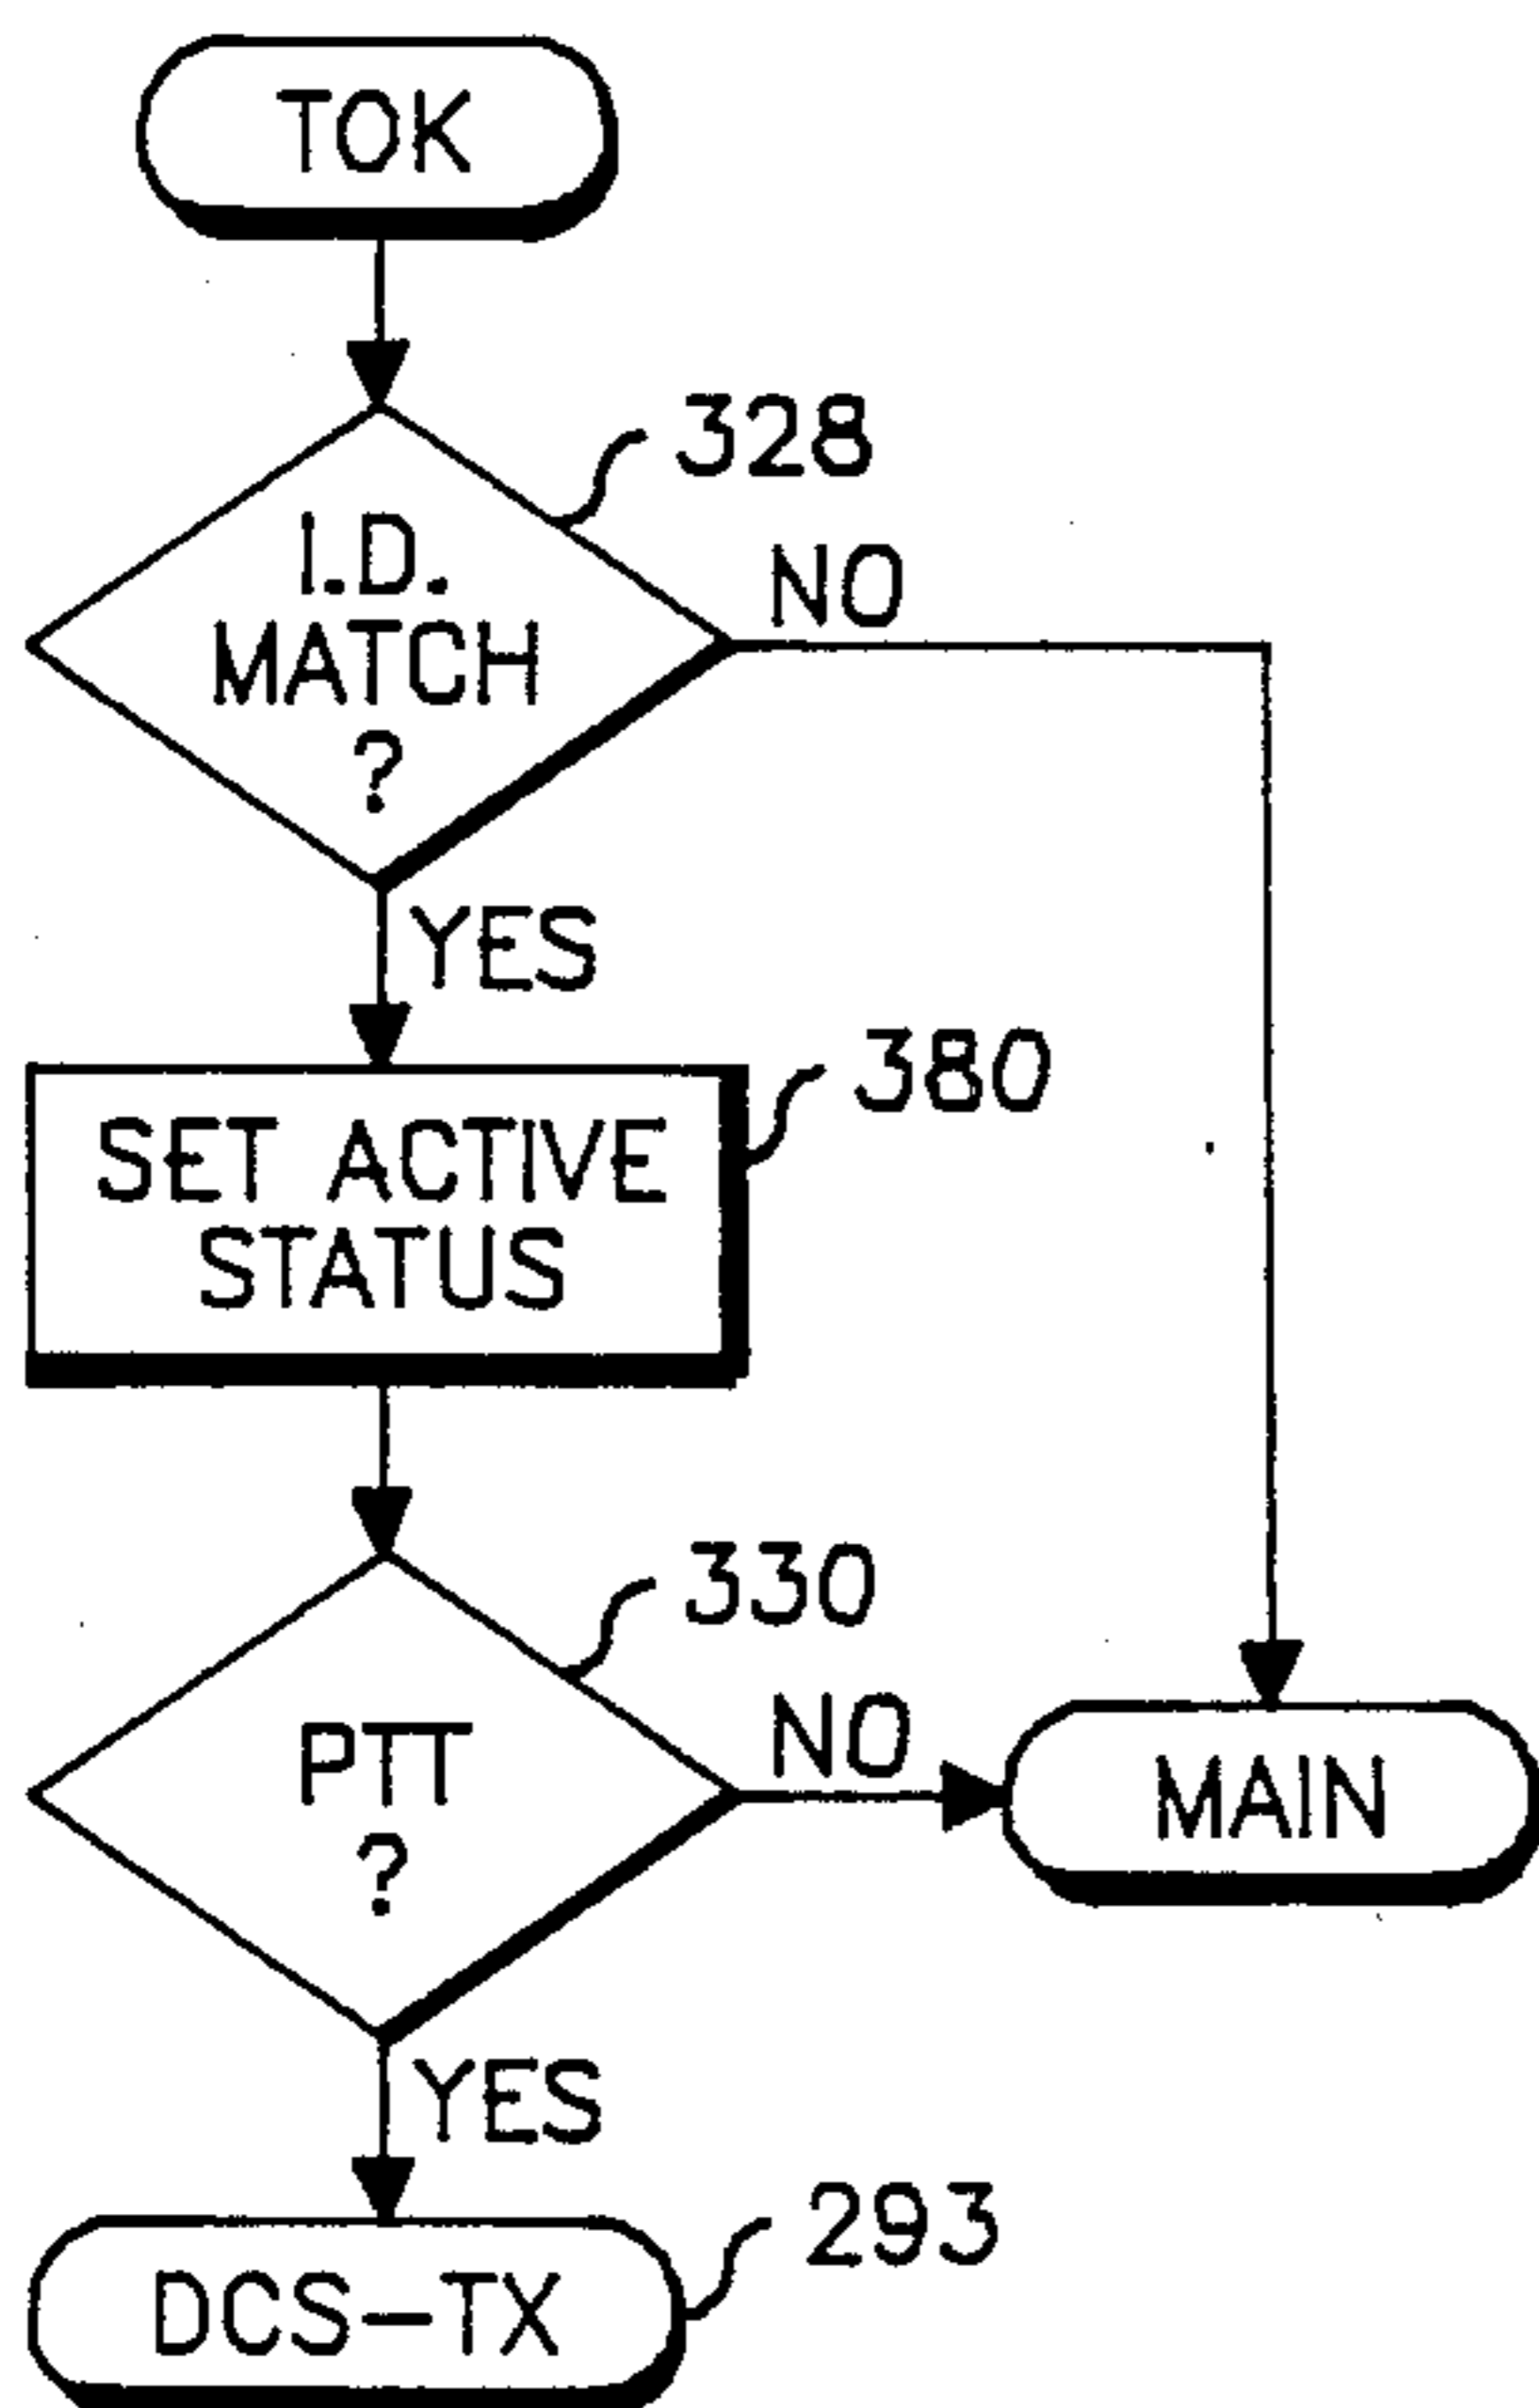 TOK
328
I.D.
MATCH
?
NO
YES
380
SET ACTIVE
STATUS
330
PTT
?
NO
MAIN
YES
293
DCS-TX